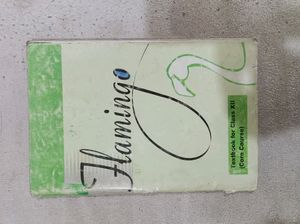 Flamingo
Textbook for Class XII
(Core Course)